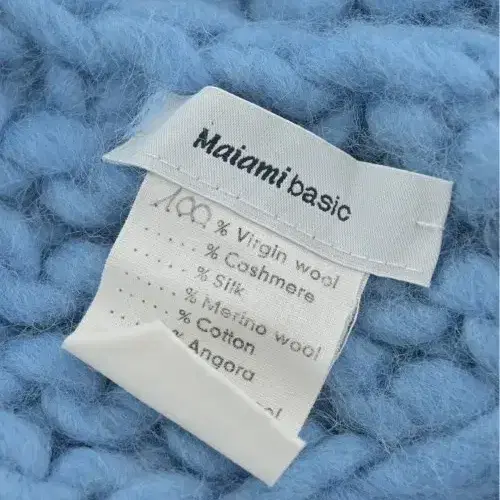 Maiami basic
100 % Virgin wool
..... % Cashmere
..... % Silk
..... % Merino wool
..... % Cotton
% Angora